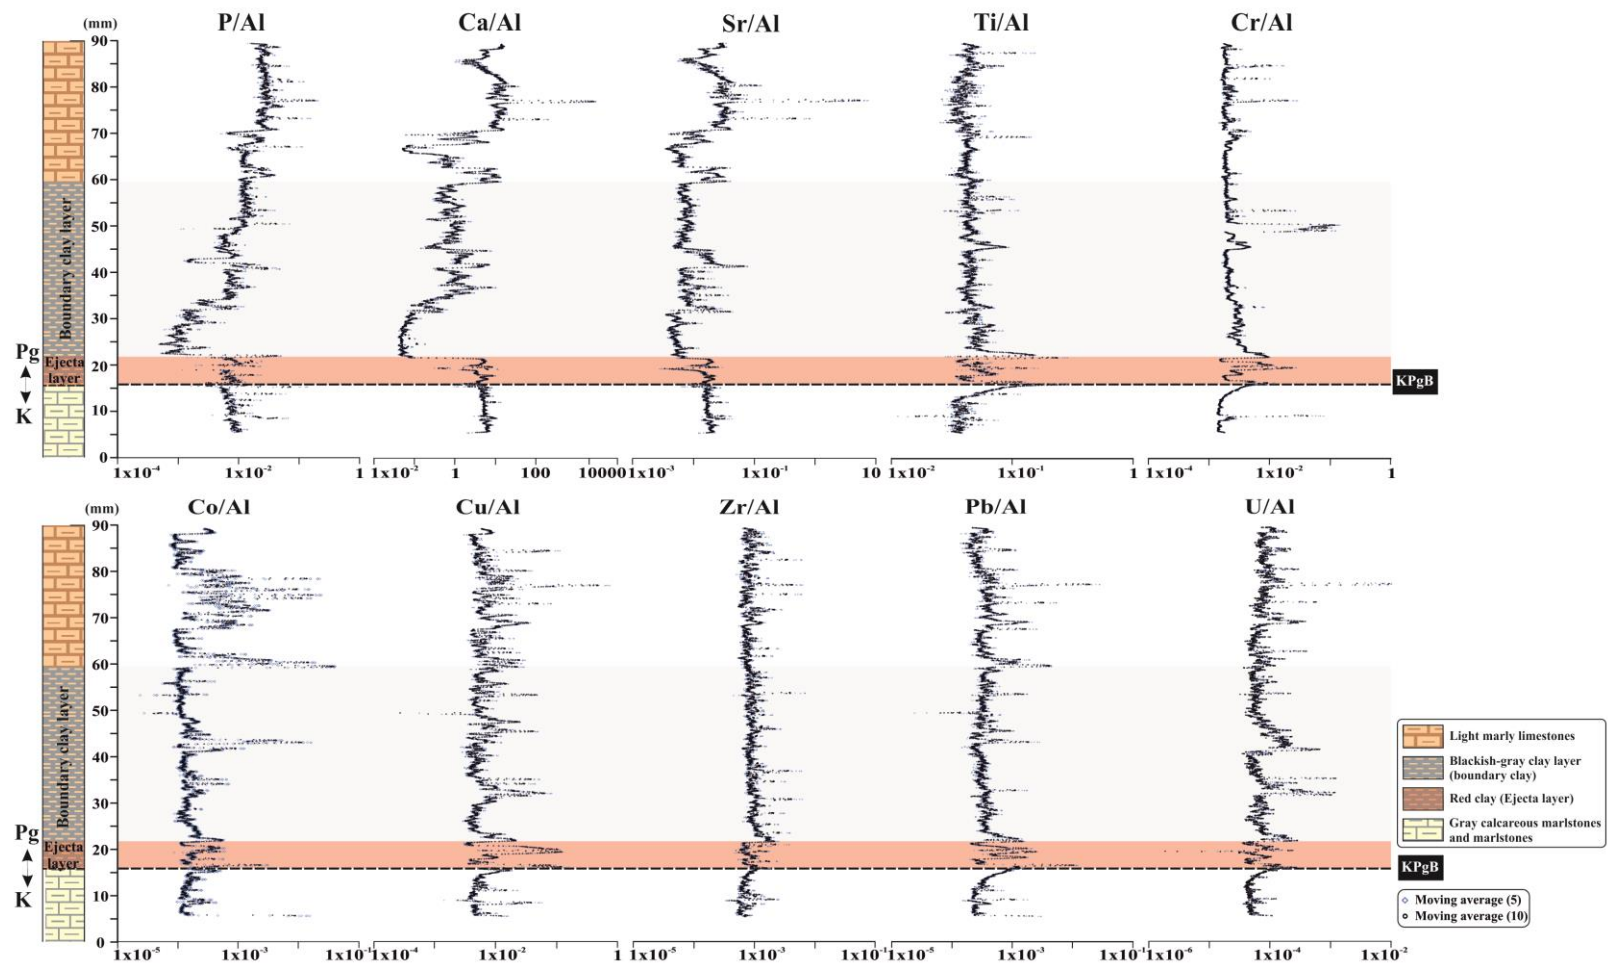 P/Al Ca/Al Sr/Al Ti/Al Cr/Al
(mm)
90
80
70
60
50
40
30
20
10
0
Boundary clay layer
Ejecta
layer
Pg
K
KPgB
1x10⁻⁴ 1x10⁻² 1
1x10⁻² 1 100 10000
1x10⁻³ 1x10⁻¹ 10
1x10⁻² 1x10⁻¹ 1
1x10⁻⁴ 1x10⁻² 1
Co/Al Cu/Al Zr/Al Pb/Al U/Al
(mm)
90
80
70
60
50
40
30
20
10
0
Boundary clay layer
Ejecta
layer
Pg
K
Light marly limestones
Blackish-gray clay layer
(boundary clay)
Red clay (Ejecta layer)
Gray calcareous marlstones
and marlstones
KPgB
Moving average (5)
Moving average (10)
1x10⁻⁵ 1x10⁻³ 1x10⁻¹
1x10⁻⁴ 1x10⁻² 1
1x10⁻⁵ 1x10⁻³ 1x10⁻¹
1x10⁻⁵ 1x10⁻³ 1x10⁻¹
1x10⁻⁶ 1x10⁻⁴ 1x10⁻²